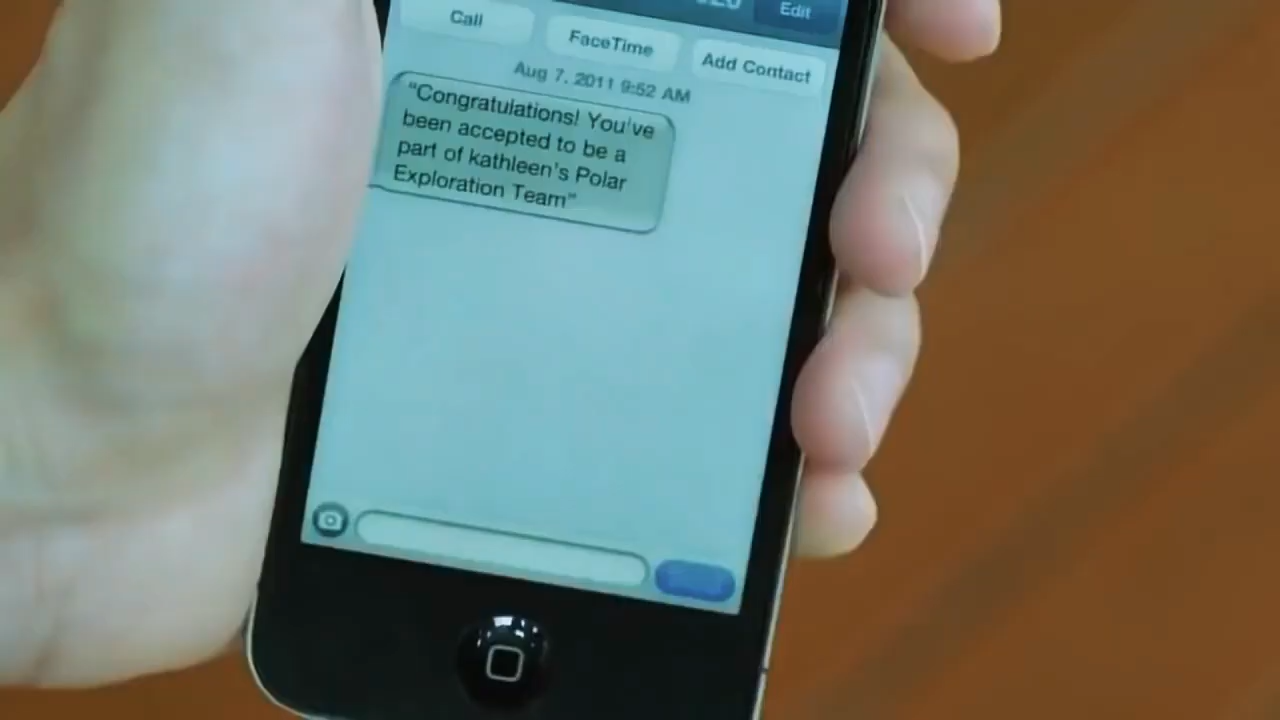 Edit
Call
FaceTime
Add Contact
Aug 7, 2011 9:52 AM
"Congratulations! You've
been accepted to be a
part of kathleen's Polar
Exploration Team"